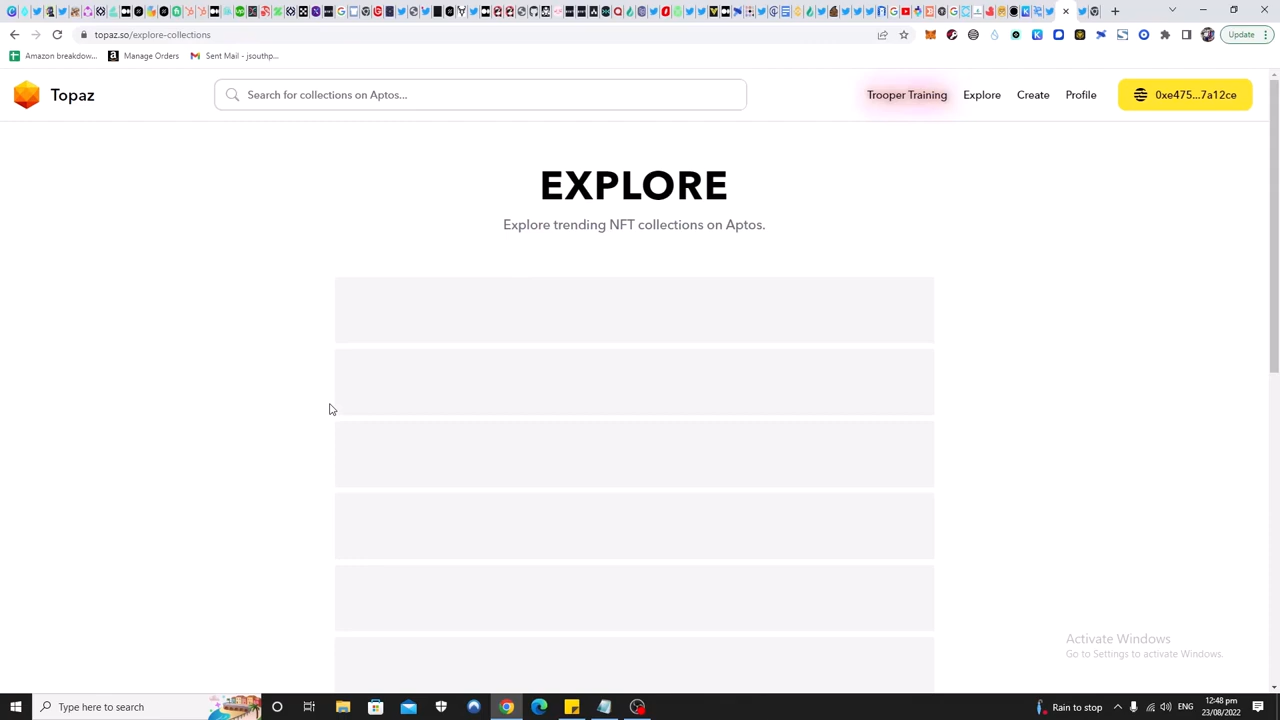 topaz.so/explore-collections
Update
Amazon breakdow...
Manage Orders
Sent Mail - jsouthp...
Topaz
Search for collections on Aptos...
Trooper Training
Explore
Create
Profile
0xe475...7a12ce
EXPLORE
Explore trending NFT collections on Aptos.
Activate Windows
Go to Settings to activate Windows.
Type here to search
Rain to stop
ENG
12:48 pm
23/08/2022